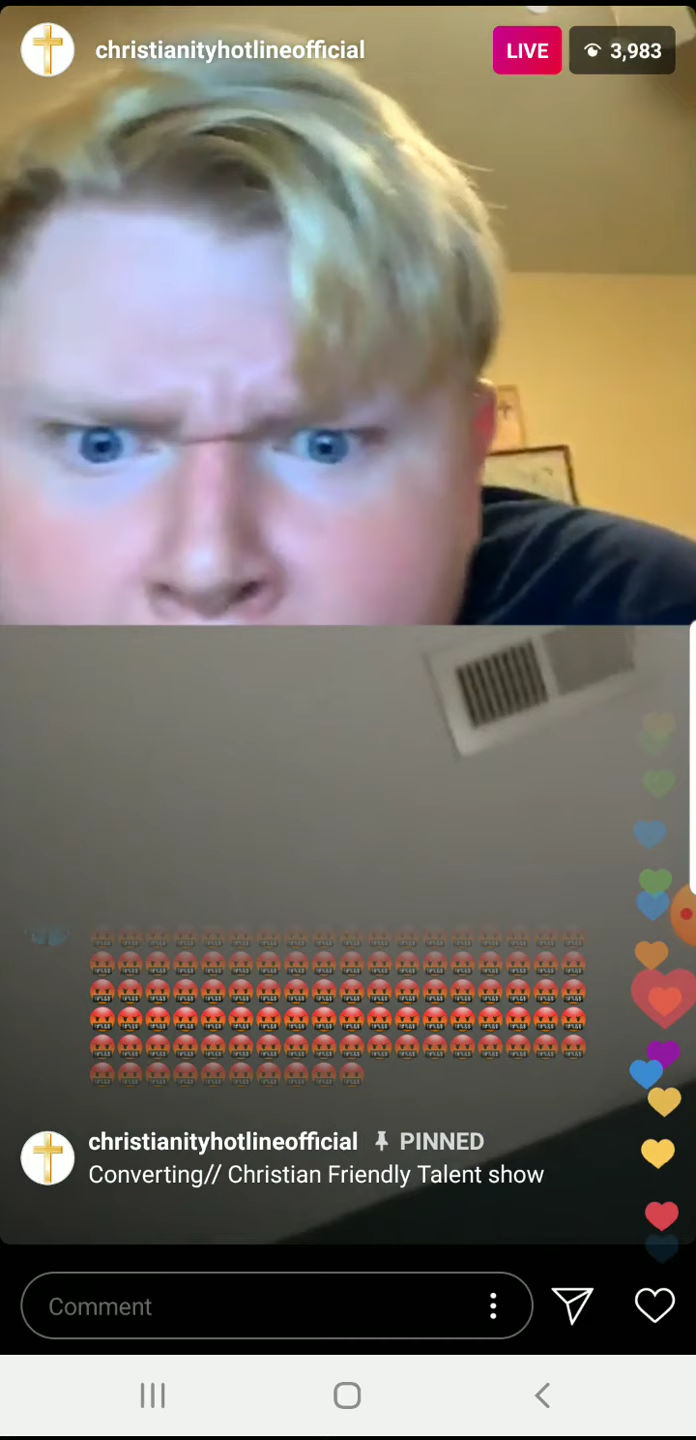 christianityhotlineofficial
LIVE
3,983
christianityhotlineofficial PINNED
Converting// Christian Friendly Talent show
Comment